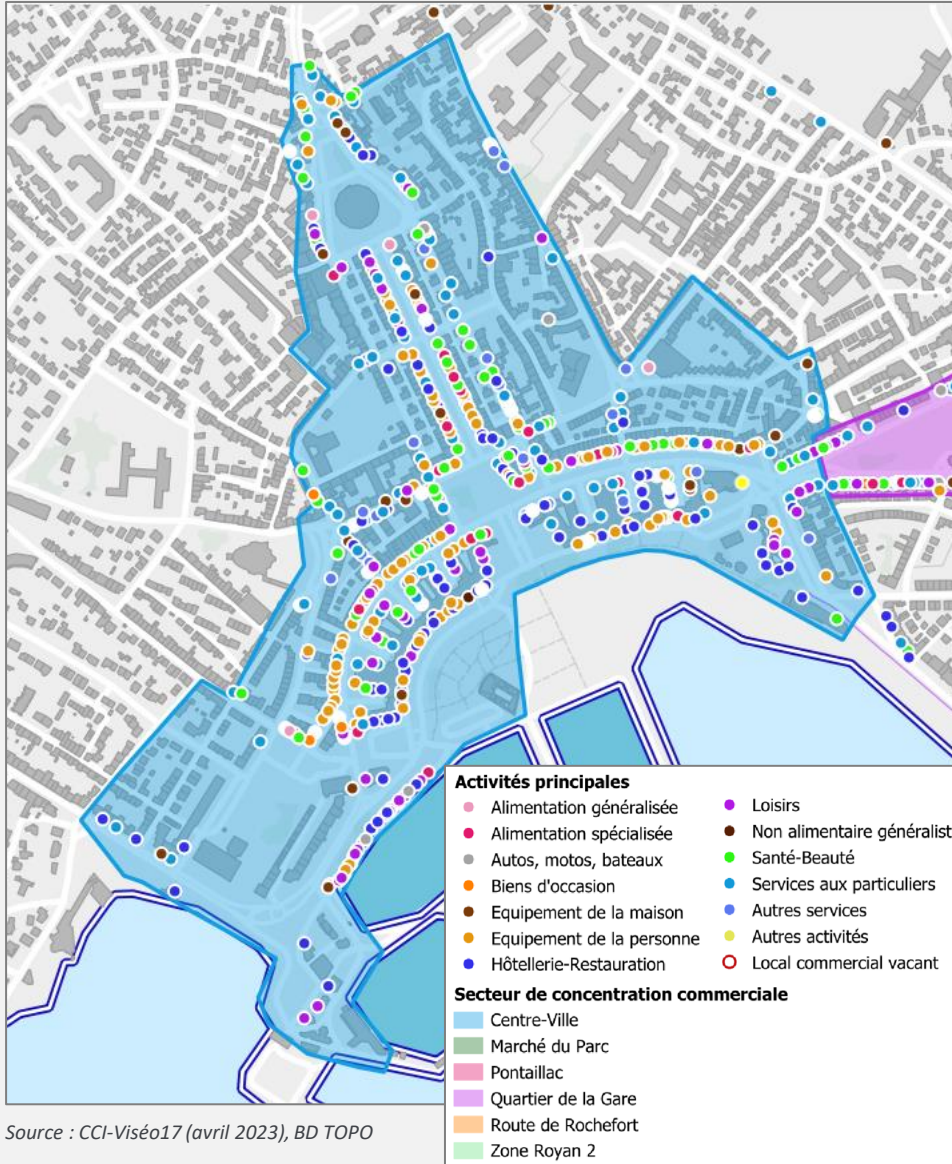 Activités principales
Alimentation généralisée
Alimentation spécialisée
Autos, motos, bateaux
Biens d'occasion
Equipement de la maison
Equipement de la personne
Hôtellerie-Restauration
Loisirs
Non alimentaire généralist
Santé-Beauté
Services aux particuliers
Autres services
Autres activités
Local commercial vacant
Secteur de concentration commerciale
Centre-Ville
Marché du Parc
Pontaillac
Quartier de la Gare
Route de Rochefort
Zone Royan 2
Source : CCI-Viséo17 (avril 2023), BD TOPO